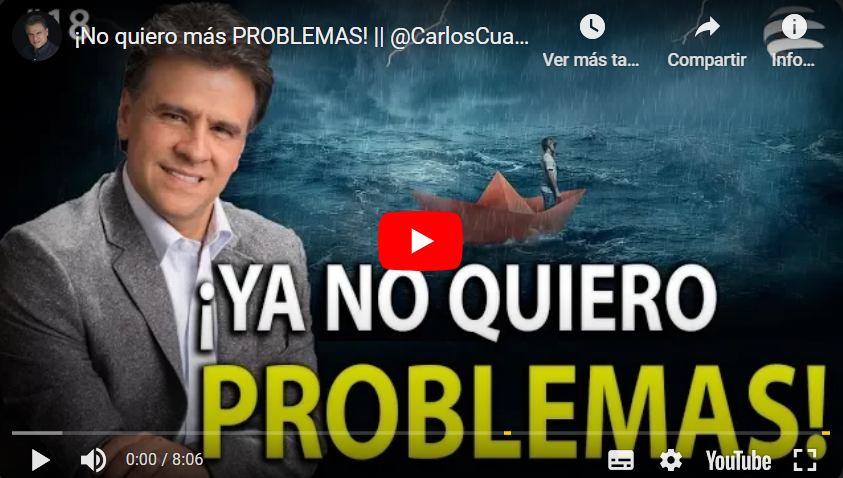 #18
¡No quiero más PROBLEMAS! || @CarlosCua...
Ver más ta...
Compartir
Info...
¡YA NO QUIERO
PROBLEMAS!
0:00 / 8:06
YouTube